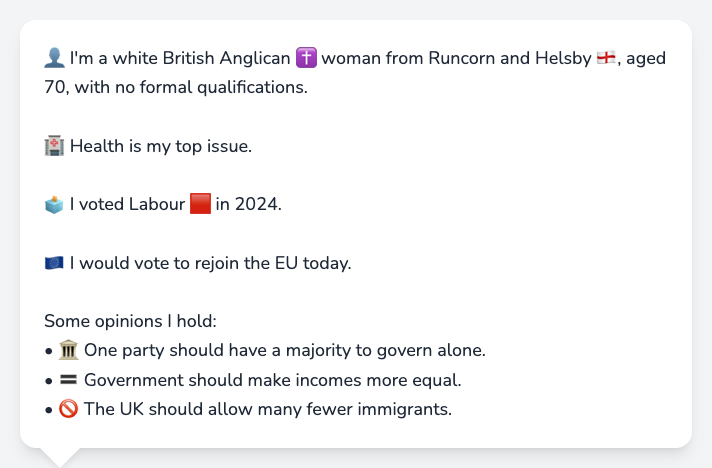 👤 I'm a white British Anglican ✝️ woman from Runcorn and Helsby 🏴󠁧󠁢󠁥󠁮󠁧󠁿, aged
70, with no formal qualifications.
🏥 Health is my top issue.
🗳️ I voted Labour 🟥 in 2024.
🇪🇺 I would vote to rejoin the EU today.
Some opinions I hold:
• 🏛️ One party should have a majority to govern alone.
• 🟰 Government should make incomes more equal.
• 🚫 The UK should allow many fewer immigrants.